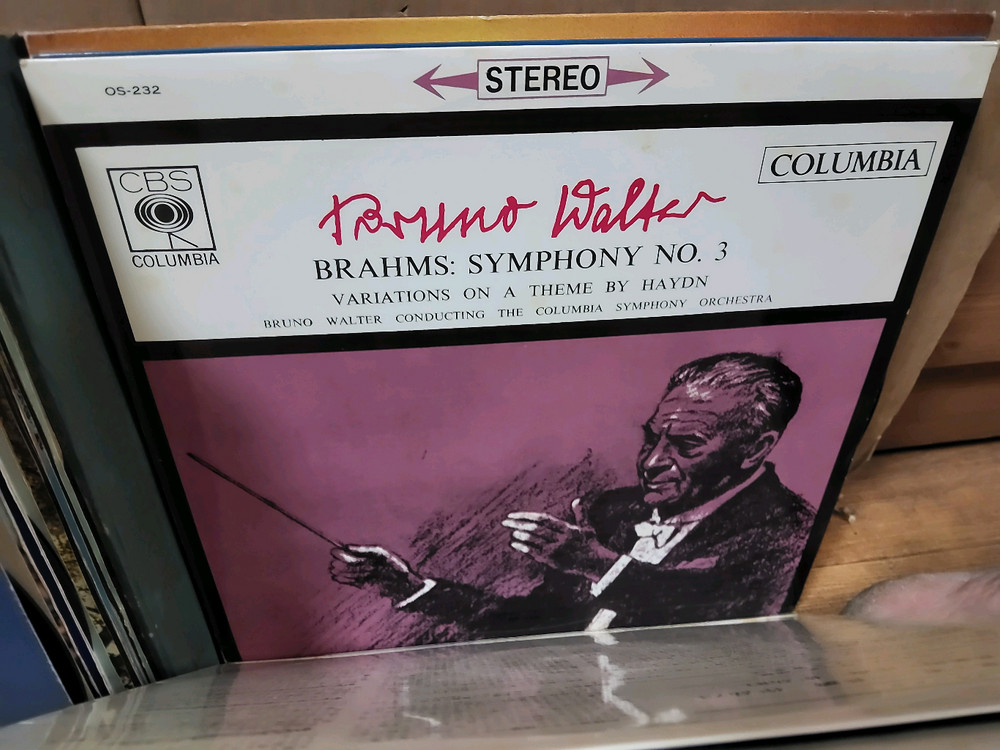 OS-232
STEREO
CBS
COLUMBIA
COLUMBIA
Bruno Walter
BRAHMS: SYMPHONY NO. 3
VARIATIONS ON A THEME BY HAYDN
BRUNO WALTER CONDUCTING THE COLUMBIA SYMPHONY ORCHESTRA